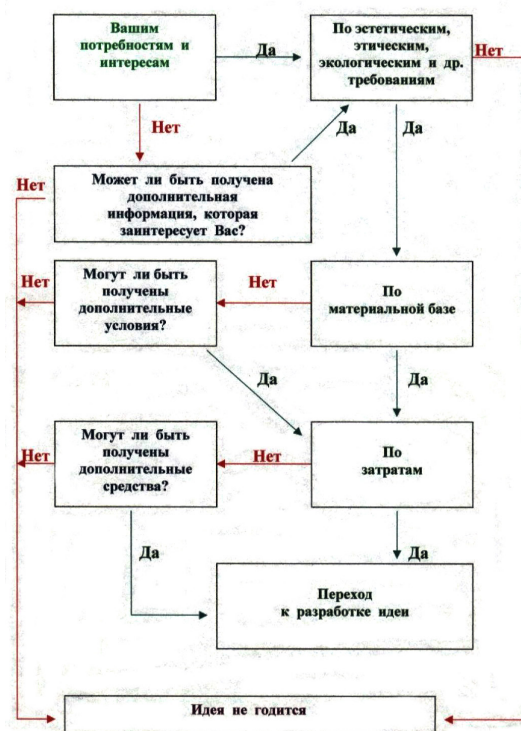 Вашим
потребностям и
интересам
Да
По эстетическим,
этическим,
экологическим и др.
требованиям
Нет
Нет
Да
Да
Нет
Может ли быть получена
дополнительная
информация, которая
заинтересует Вас?
Нет
Могут ли быть
получены
дополнительные
условия?
Нет
По
материальной базе
Да
Да
Нет
Могут ли быть
получены
дополнительные
средства?
Нет
По
затратам
Да
Да
Переход
к разработке идеи
Идея не годится